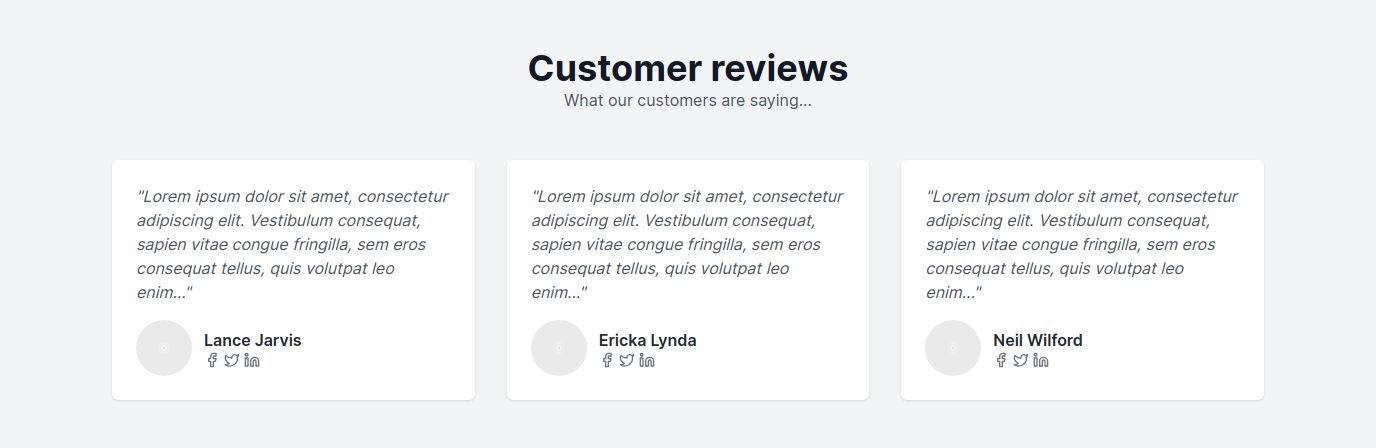 Customer reviews
What our customers are saying...
"Lorem ipsum dolor sit amet, consectetur
adipiscing elit. Vestibulum consequat,
sapien vitae congue fringilla, sem eros
consequat tellus, quis volutpat leo
enim..."
Lance Jarvis
"Lorem ipsum dolor sit amet, consectetur
adipiscing elit. Vestibulum consequat,
sapien vitae congue fringilla, sem eros
consequat tellus, quis volutpat leo
enim..."
Ericka Lynda
"Lorem ipsum dolor sit amet, consectetur
adipiscing elit. Vestibulum consequat,
sapien vitae congue fringilla, sem eros
consequat tellus, quis volutpat leo
enim..."
Neil Wilford